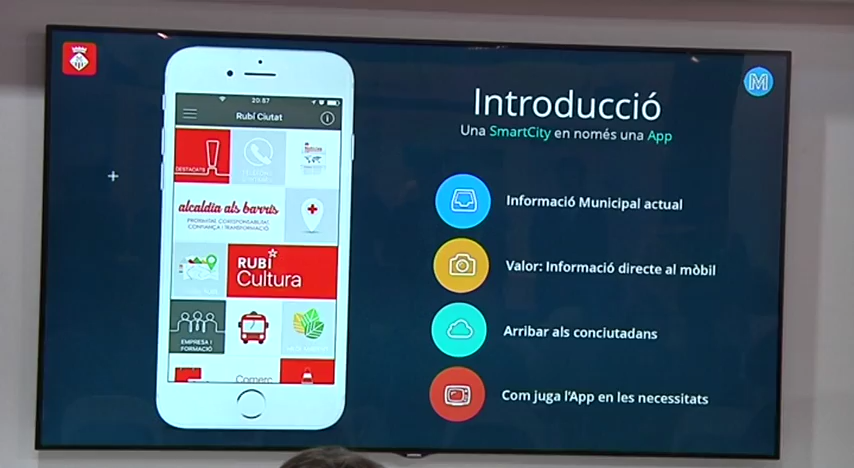 20:57
Rubí Ciutat
DESTACATS
alcaldia als barris
PROXIMITAT, CORRESPONSABILITAT,
CONFIANÇA I TRANSFORMACIÓ
RUBÍ
Cultura
EMPRESA I
FORMACIÓ
Comerç
M
Introducció
Una SmartCity en només una App
Informació Municipal actual
Valor: Informació directe al mòbil
Arribar als conciutadans
Com juga l'App en les necessitats